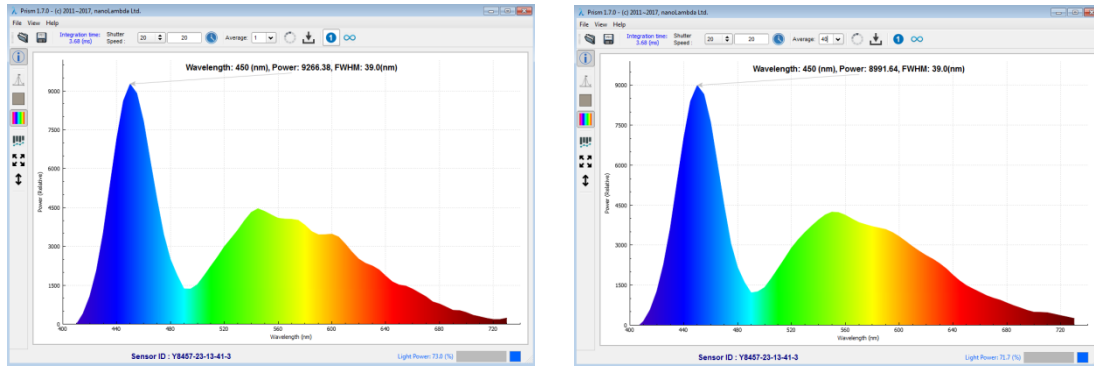 Prism 1.7.0 - (c) 2011-2017, nanoLambda Ltd.
File View Help
Integration time: 3.68 (ms)
Shutter Speed :
20
20
Average:
1
Wavelength: 450 (nm), Power: 9266.38, FWHM: 39.0(nm)
Power (Relative)
9000
7500
6000
4500
3000
1500
0
400 440 480 520 560 600 640 680 720
Wavelength (nm)
Sensor ID : Y8457-23-13-41-3
Light Power: 73.8 (%)
Prism 1.7.0 - (c) 2011-2017, nanoLambda Ltd.
File View Help
Integration time: 3.68 (ms)
Shutter Speed :
20
20
Average:
40
Wavelength: 450 (nm), Power: 8991.64, FWHM: 39.0(nm)
Power (Relative)
9000
7500
6000
4500
3000
1500
0
400 440 480 520 560 600 640 680 720
Wavelength (nm)
Sensor ID : Y8457-23-13-41-3
Light Power: 71.7 (%)